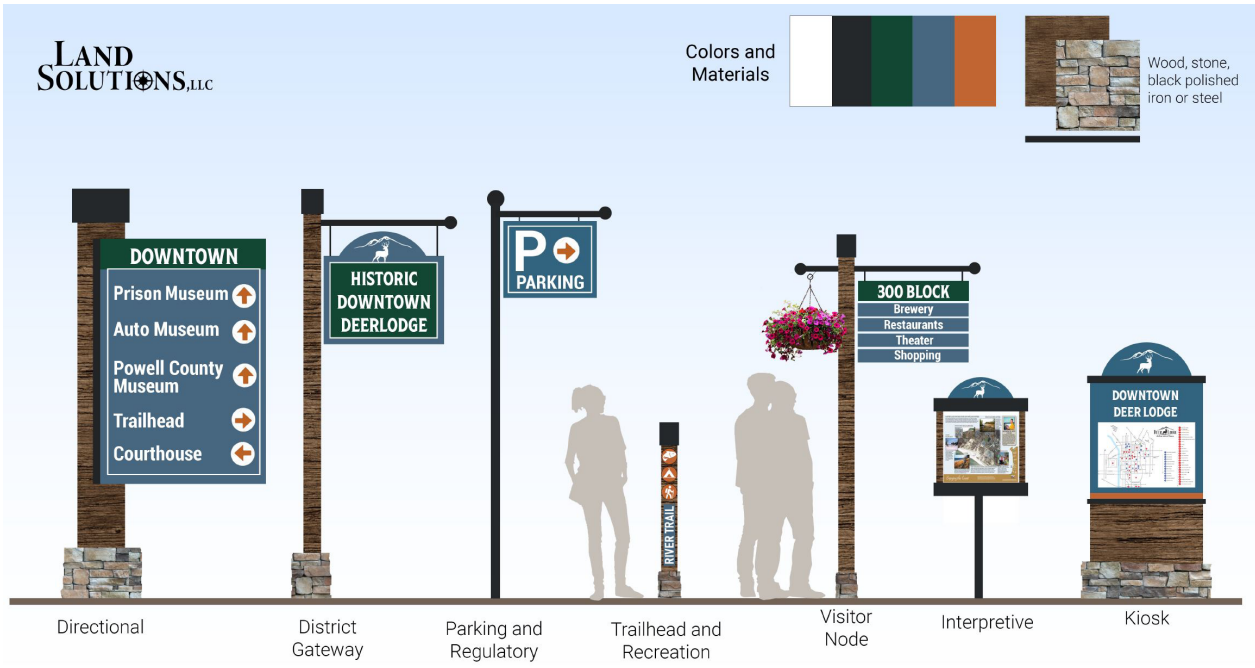 LAND
SOLUTIONS,LLC
Colors and
Materials
Wood, stone,
black polished
iron or steel
DOWNTOWN
Prison Museum
Auto Museum
Powell County
Museum
Trailhead
Courthouse
HISTORIC
DOWNTOWN
DEERLODGE
P
PARKING
RIVER TRAIL
300 BLOCK
Brewery
Restaurants
Theater
Shopping
DOWNTOWN
DEER LODGE
Directional
District
Gateway
Parking and
Regulatory
Trailhead and
Recreation
Visitor
Node
Interpretive
Kiosk